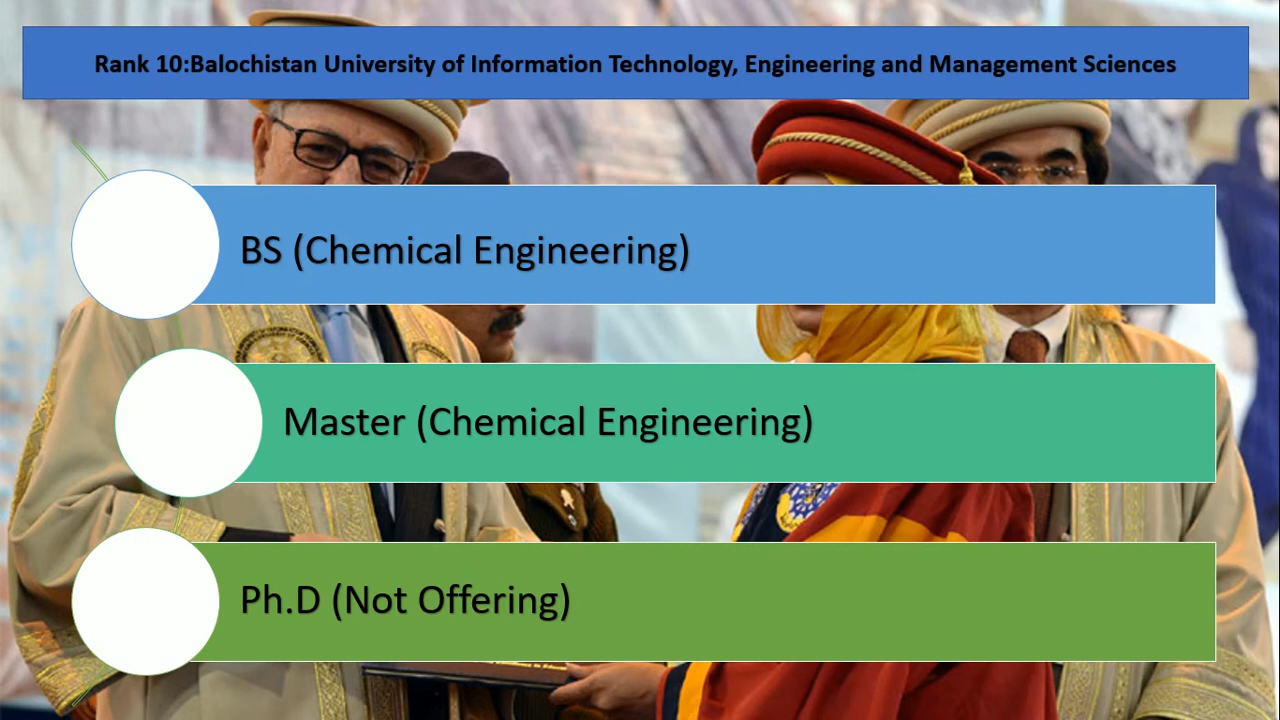 Rank 10:Balochistan University of Information Technology, Engineering and Management Sciences
BS (Chemical Engineering)
Master (Chemical Engineering)
Ph.D (Not Offering)